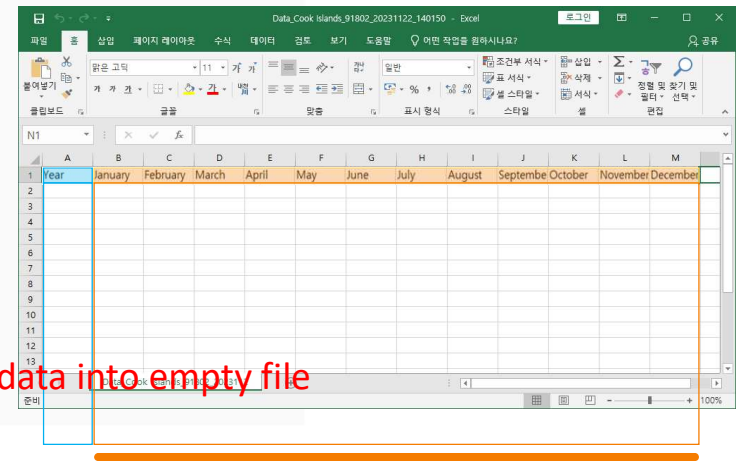 Data_Cook Islands_91802_20231122_140150 - Excel 로그인
파일 홈 삽입 페이지 레이아웃 수식 데이터 검토 보기 도움말 어떤 작업을 원하시나요? 공유
맑은 고딕 11 가 가 일반 조건부 서식 삽입
붙여넣기 가 가 가 % 표 서식 삭제 정렬 및 필터 찾기 및 선택
셀 스타일 서식
클립보드 글꼴 맞춤 표시 형식 스타일 셀 편집
N1 fx
A B C D E F G H I J K L M
1 Year January February March April May June July August Septembe October November December
2
3
4
5
6
7
8
9
10
11
12
13
data into empty file
준비 100%